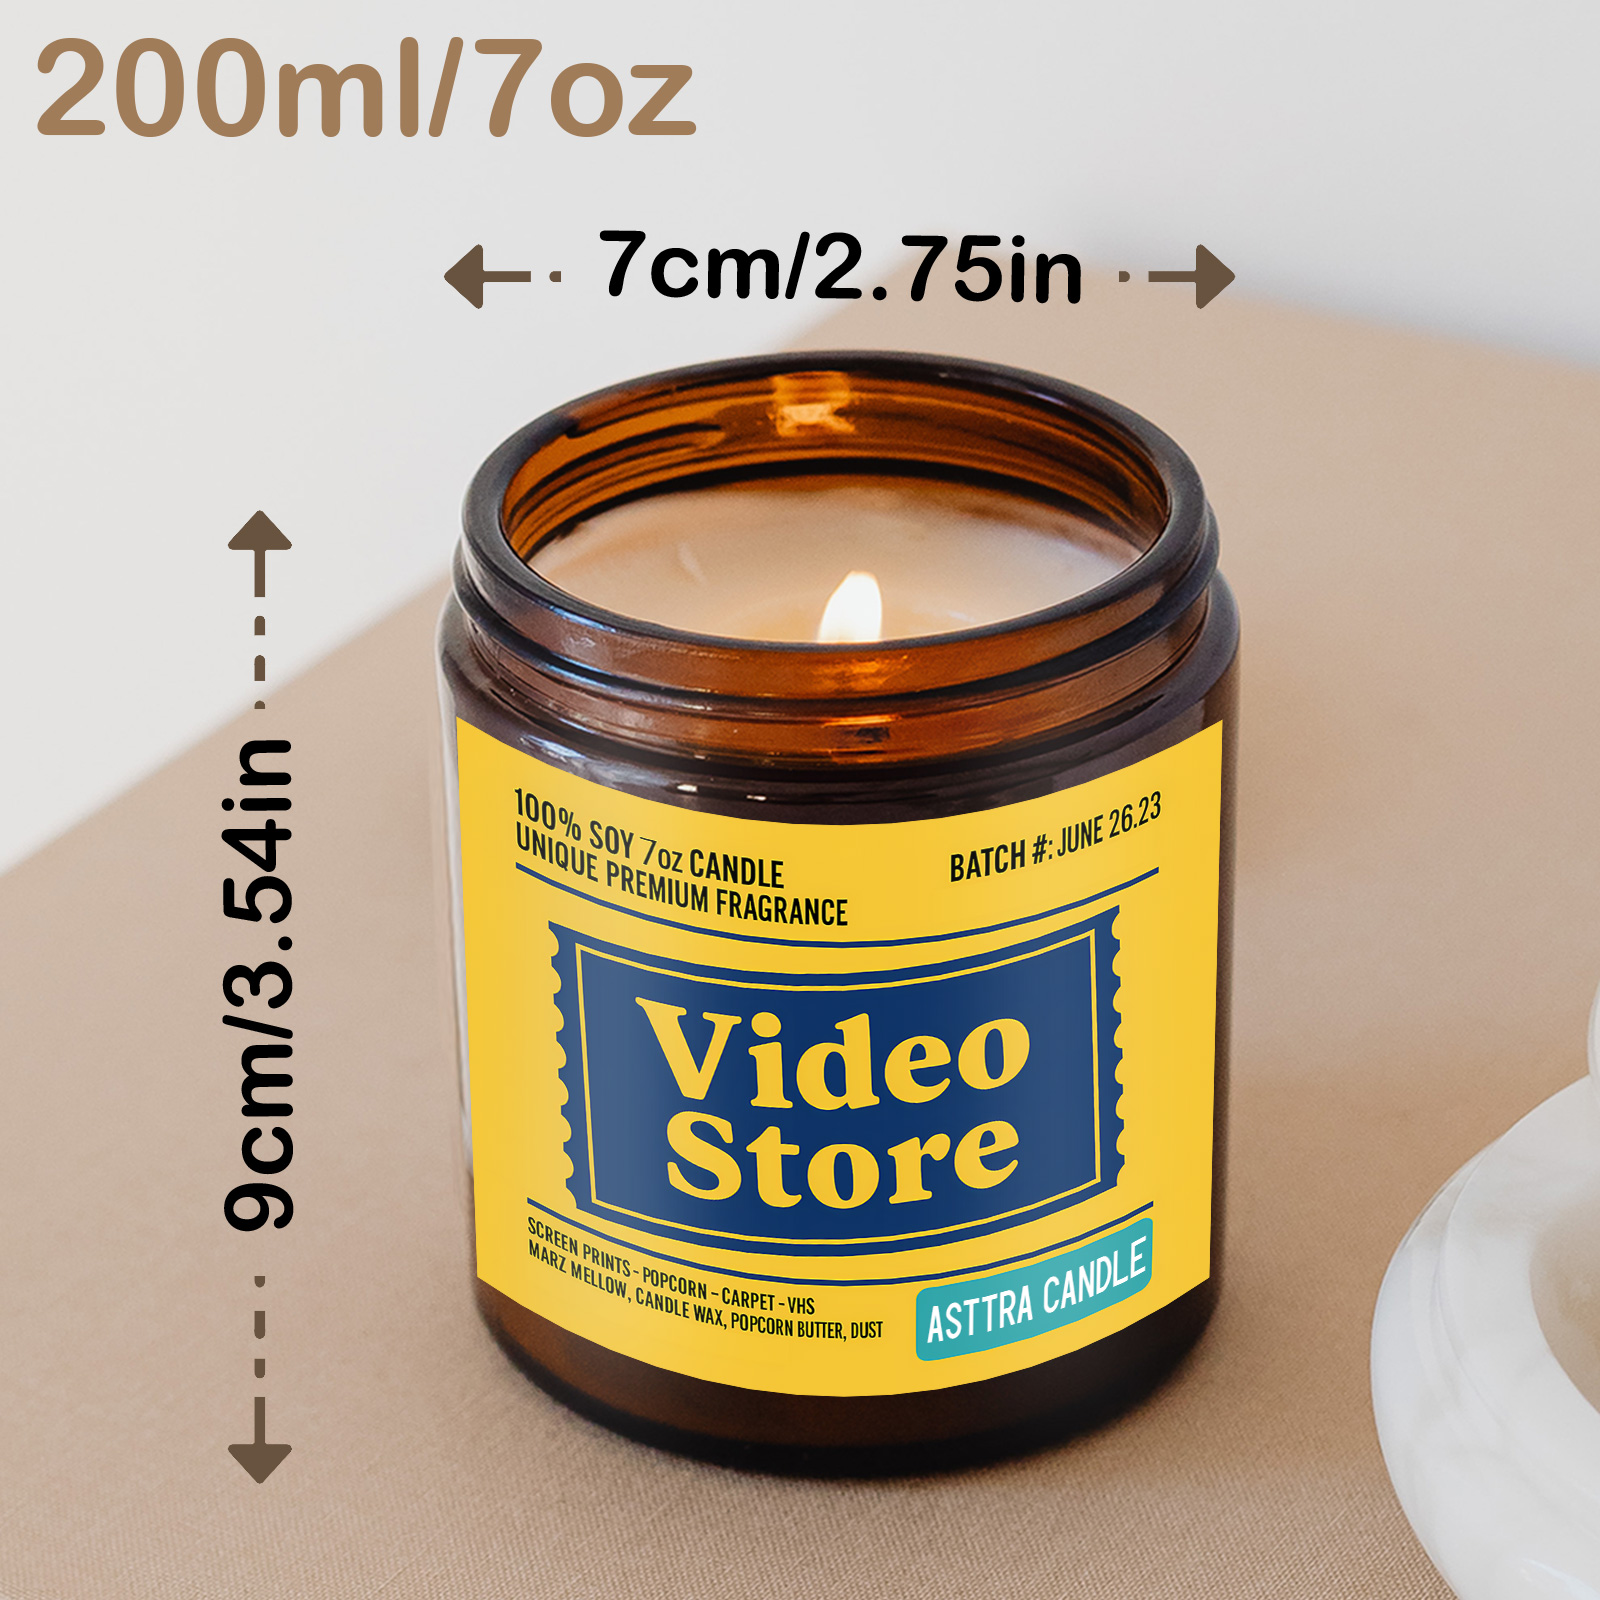 200ml/7oz
7cm/2.75in
9cm/3.54in
100% SOY 7oz CANDLE
UNIQUE PREMIUM FRAGRANCE
BATCH #: JUNE 26.23
Video
Store
SCREEN PRINTS - POPCORN - CARPET - VHS
MARZ MELLOW, CANDLE WAX, POPCORN BUTTER, DUST
ASTTRA CANDLE